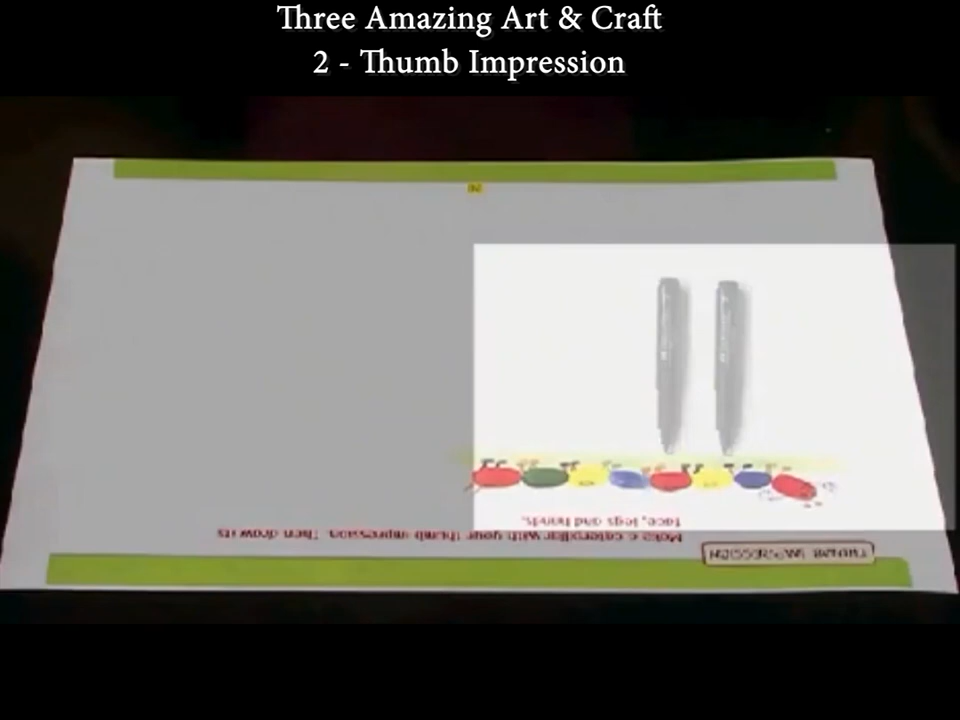 Three Amazing Art & Craft
2 - Thumb Impression
THUMB IMPRESSION
Make a caterpillar with your thumb impression. Then draw its
face, legs and hands.